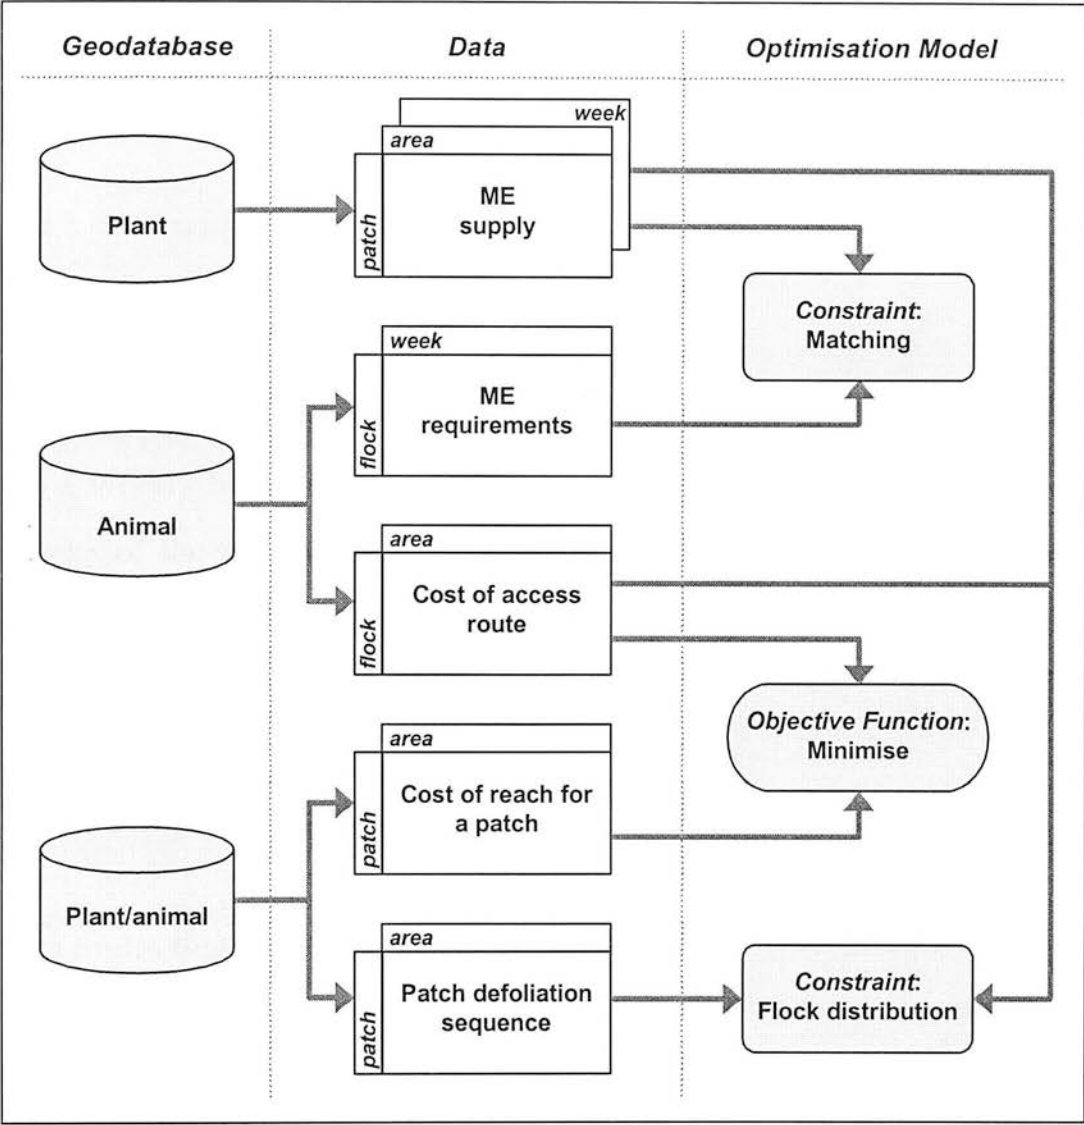 Geodatabase
Data
Optimisation Model
Plant
week
area
patch
ME
supply
Constraint:
Matching
Animal
week
flock
ME
requirements
area
flock
Cost of access
route
Objective Function:
Minimise
Plant/animal
area
patch
Cost of reach for
a patch
area
patch
Patch defoliation
sequence
Constraint:
Flock distribution